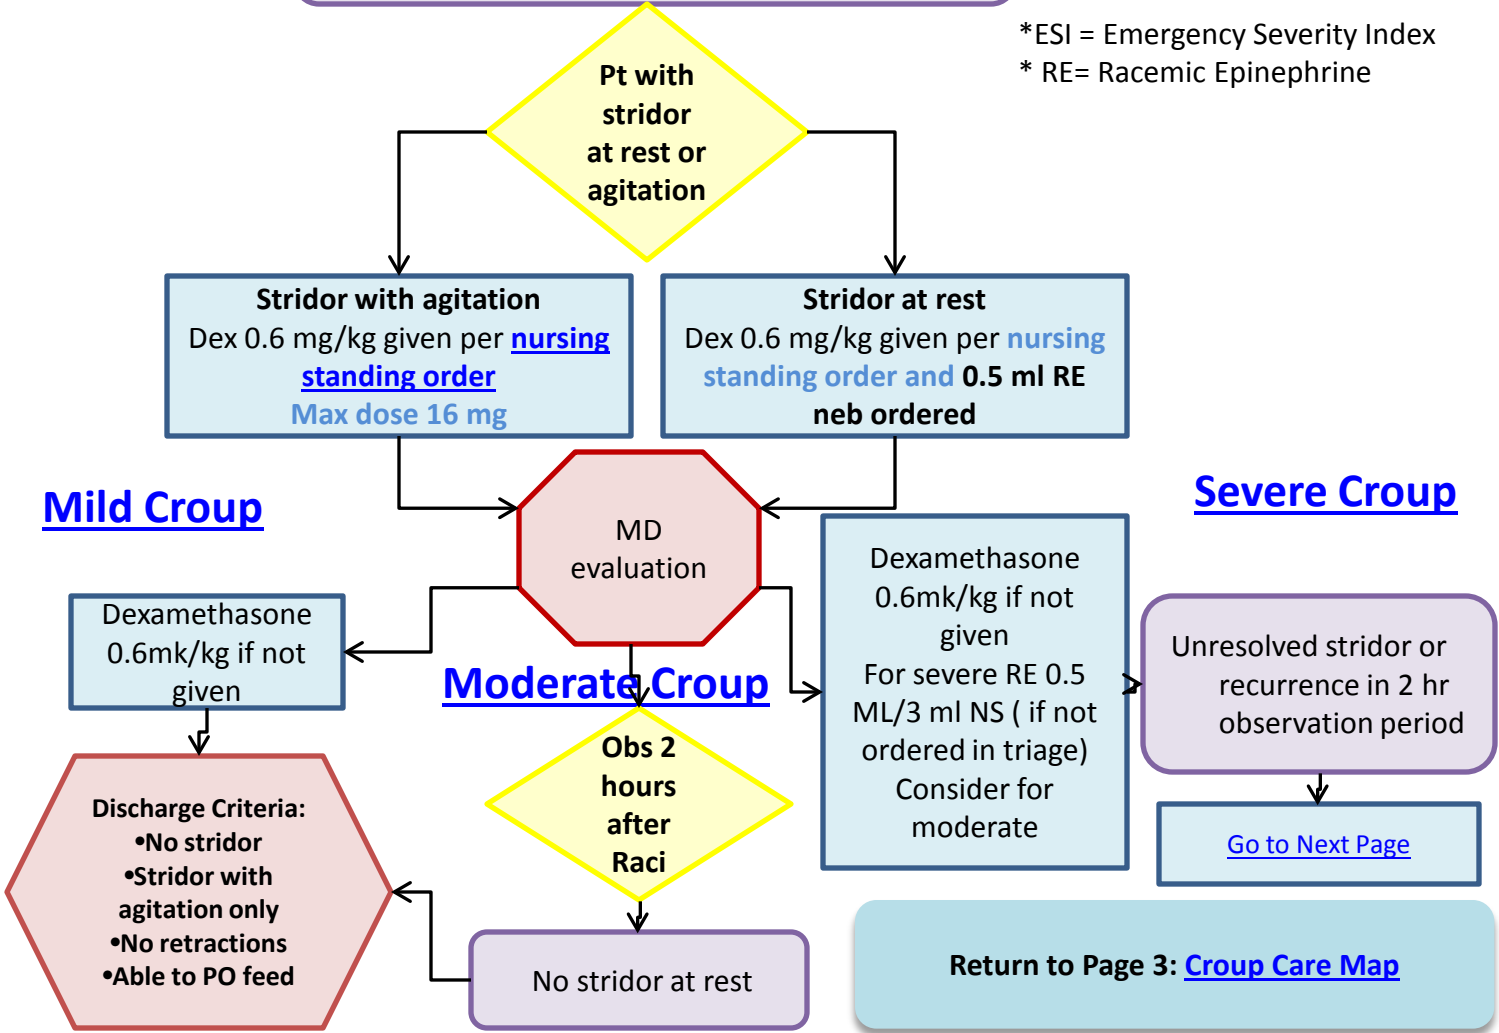 *ESI = Emergency Severity Index
* RE= Racemic Epinephrine
Pt with
stridor
at rest or
agitation
Stridor with agitation
Dex 0.6 mg/kg given per nursing
standing order
Max dose 16 mg
Stridor at rest
Dex 0.6 mg/kg given per nursing
standing order and 0.5 ml RE
neb ordered
Mild Croup
MD
evaluation
Severe Croup
Dexamethasone
0.6mk/kg if not
given
Moderate Croup
Dexamethasone
0.6mk/kg if not
given
For severe RE 0.5
ML/3 ml NS ( if not
ordered in triage)
Consider for
moderate
Unresolved stridor or
recurrence in 2 hr
observation period
Obs 2
hours
after
Raci
Discharge Criteria:
•No stridor
•Stridor with
agitation only
•No retractions
•Able to PO feed
Go to Next Page
No stridor at rest
Return to Page 3: Croup Care Map